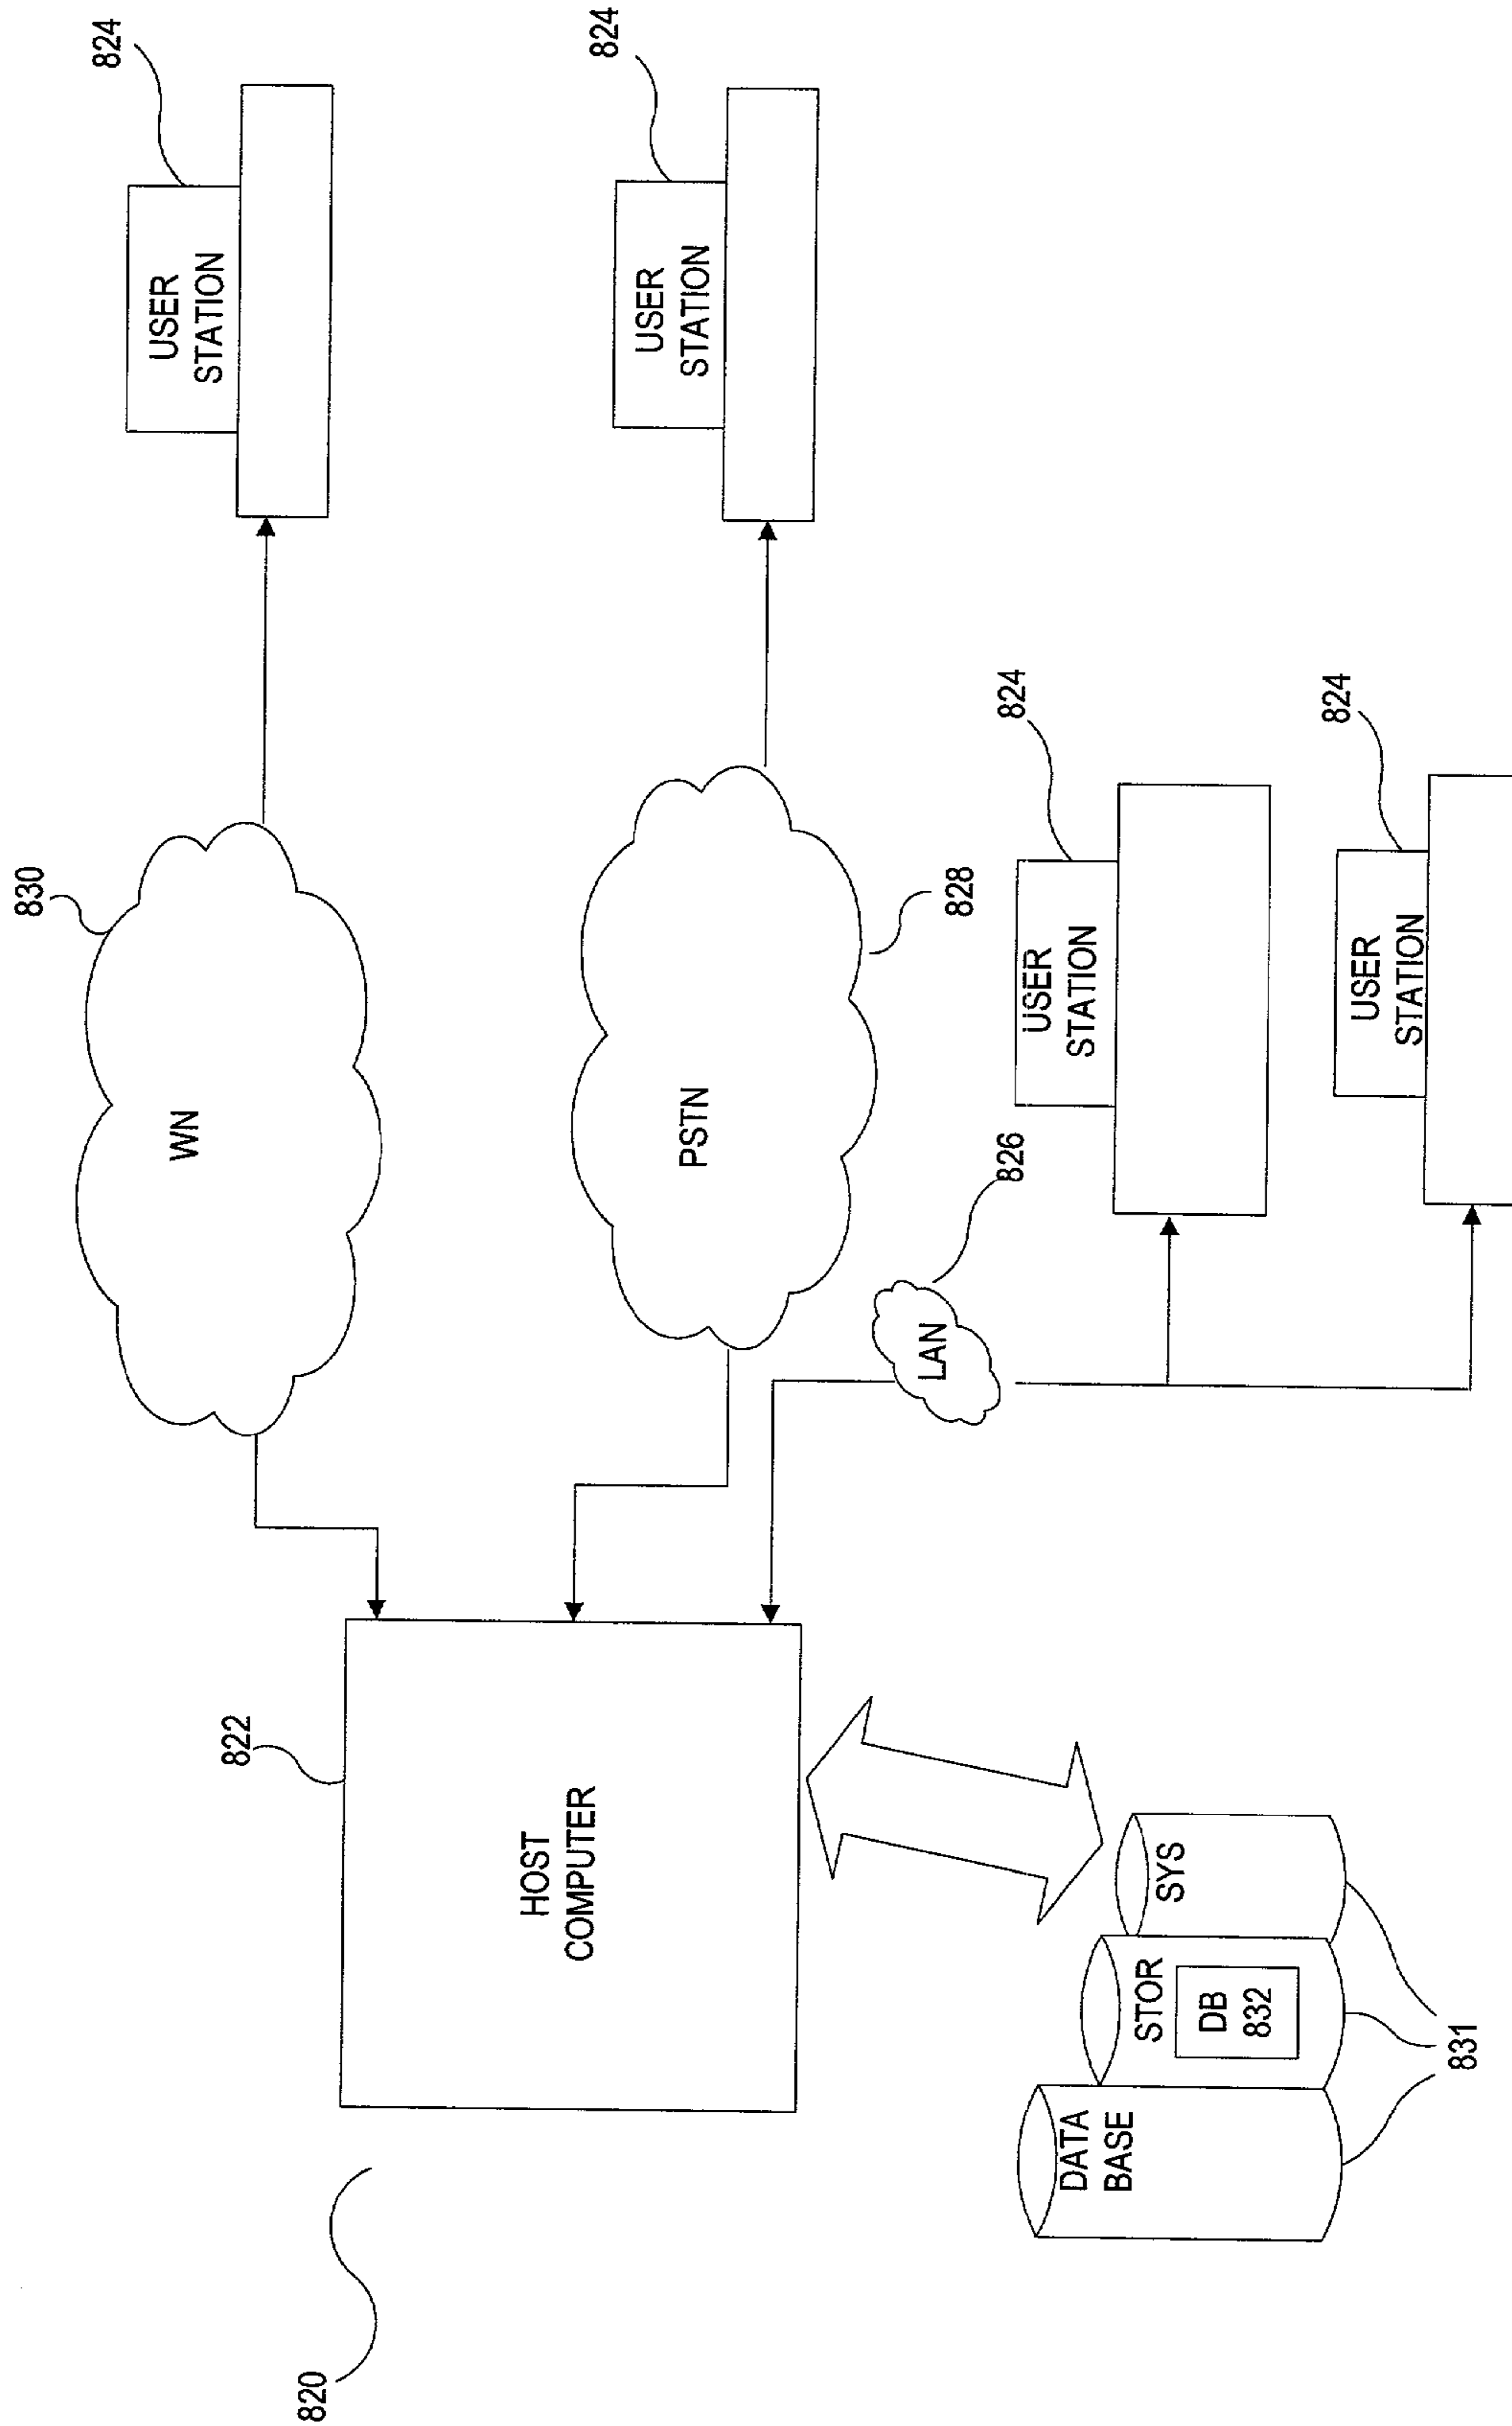 820
822
HOST
COMPUTER
830
WN
824
USER
STATION
PSTN
828
824
USER
STATION
LAN
826
824
USER
STATION
824
USER
STATION
DATA
BASE
STOR
DB
832
SYS
831